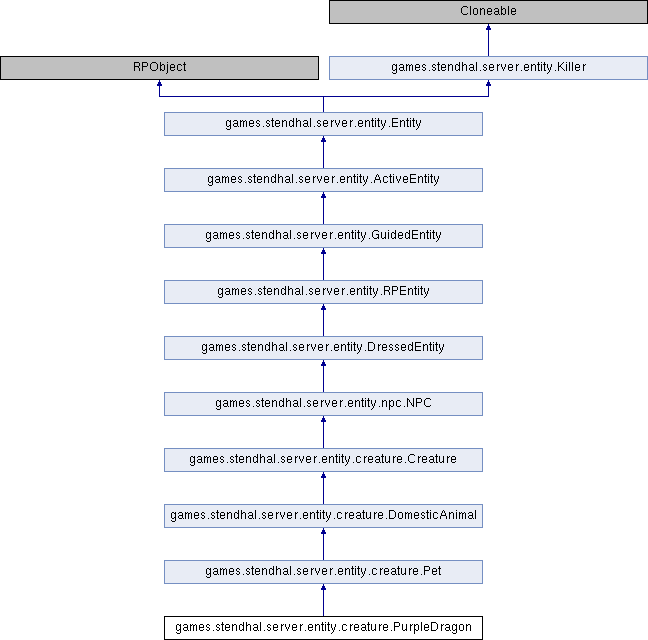 Cloneable
RPObject
games.stendhal.server.entity.Killer
games.stendhal.server.entity.Entity
games.stendhal.server.entity.ActiveEntity
games.stendhal.server.entity.GuidedEntity
games.stendhal.server.entity.RPEntity
games.stendhal.server.entity.DressedEntity
games.stendhal.server.entity.npc.NPC
games.stendhal.server.entity.creature.Creature
games.stendhal.server.entity.creature.DomesticAnimal
games.stendhal.server.entity.creature.Pet
games.stendhal.server.entity.creature.PurpleDragon